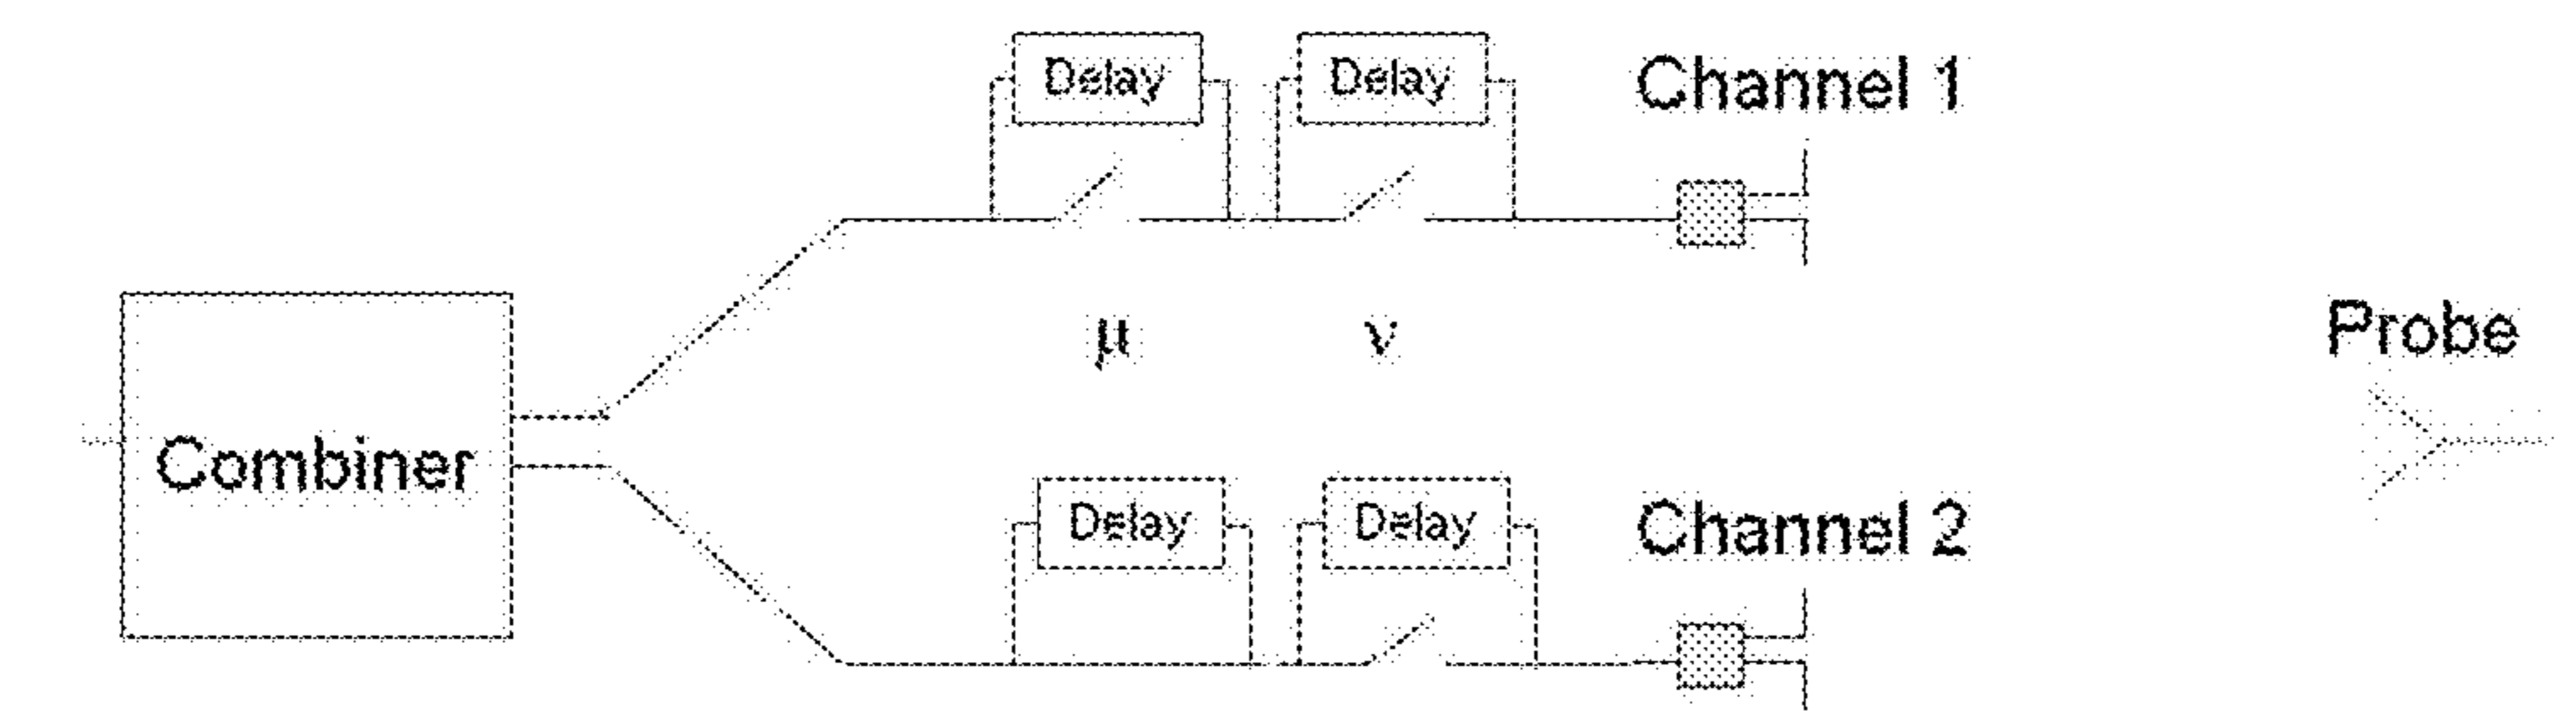 Delay Delay Channel 1
μ ν Probe
Combiner
Delay Delay Channel 2